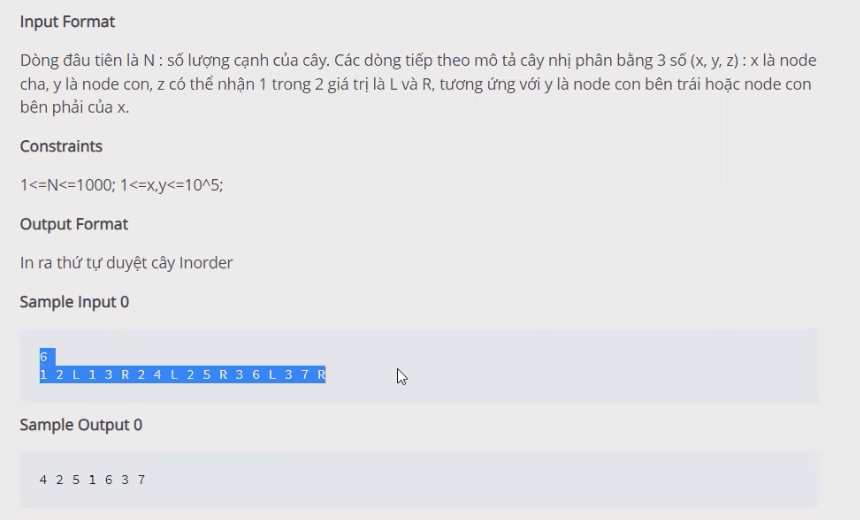 Input Format
Dòng đâu tiên là N : số lượng cạnh của cây. Các dòng tiếp theo mô tả cây nhị phân bằng 3 số (x, y, z) : x là node
cha, y là node con, z có thể nhận 1 trong 2 giá trị là L và R, tương ứng với y là node con bên trái hoặc node con
bên phải của x.
Constraints
1<=N<=1000; 1<=x,y<=10^5;
Output Format
In ra thứ tự duyệt cây Inorder
Sample Input 0
6
1 2 L 1 3 R 2 4 L 2 5 R 3 6 L 3 7 R
Sample Output 0
4 2 5 1 6 3 7